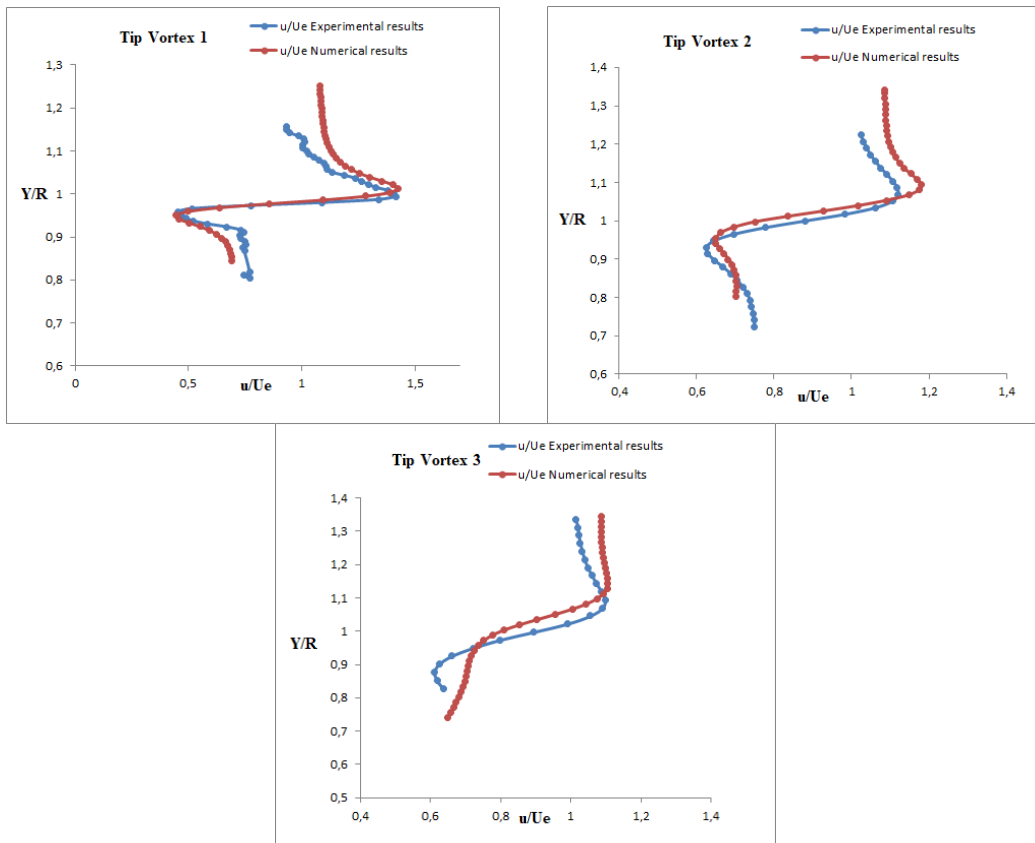 Tip Vortex 1
u/Ue Experimental results
u/Ue Numerical results
Y/R
1,3
1,2
1,1
1
0,9
0,8
0,7
0,6
0
0,5
1
1,5
u/Ue
Tip Vortex 2
u/Ue Experimental results
u/Ue Numerical results
Y/R
1,4
1,3
1,2
1,1
1
0,9
0,8
0,7
0,6
0,4
0,6
0,8
1
1,2
1,4
u/Ue
Tip Vortex 3
u/Ue Experimental results
u/Ue Numerical results
Y/R
1,4
1,3
1,2
1,1
1
0,9
0,8
0,7
0,6
0,5
0,4
0,6
0,8
1
1,2
1,4
u/Ue